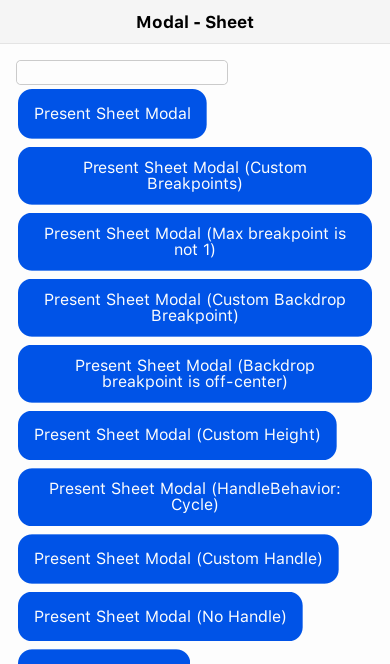 Modal - Sheet
Present Sheet Modal
Present Sheet Modal (Custom
Breakpoints)
Present Sheet Modal (Max breakpoint is
not 1)
Present Sheet Modal (Custom Backdrop
Breakpoint)
Present Sheet Modal (Backdrop
breakpoint is off-center)
Present Sheet Modal (Custom Height)
Present Sheet Modal (HandleBehavior:
Cycle)
Present Sheet Modal (Custom Handle)
Present Sheet Modal (No Handle)